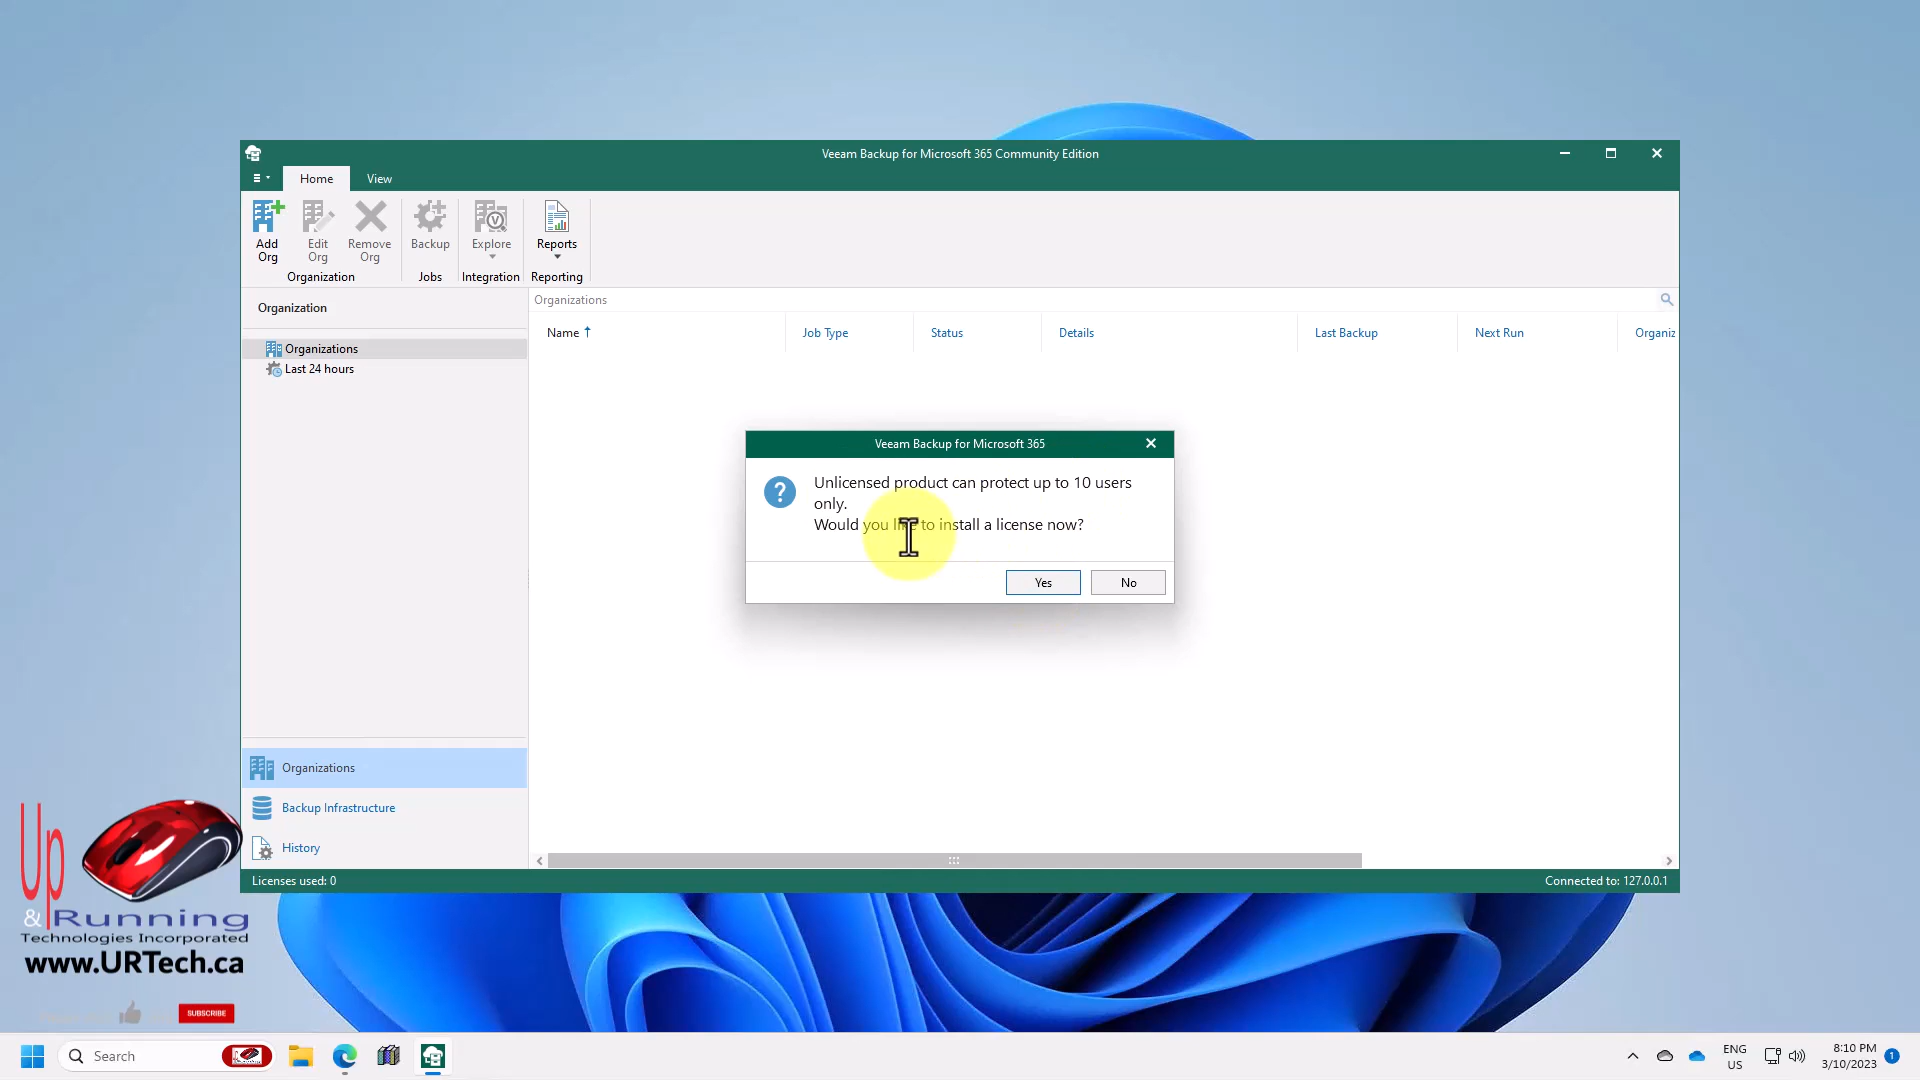 Veeam Backup for Microsoft 365 Community Edition
Home
View
Add
Org
Edit
Org
Remove
Org
Backup
Explore
Reports
Organization
Jobs
Integration
Reporting
Organization
Organizations
Name
Job Type
Status
Details
Last Backup
Next Run
Organiz
Organizations
Last 24 hours
Veeam Backup for Microsoft 365
Unlicensed product can protect up to 10 users
only.
Would you like to install a license now?
Yes
No
Organizations
Backup Infrastructure
History
Licenses used: 0
Connected to: 127.0.0.1
Up
& Running
Technologies Incorporated
www.URTech.ca
SUBSCRIBE
Search
ENG
US
8:10 PM
3/10/2023
1